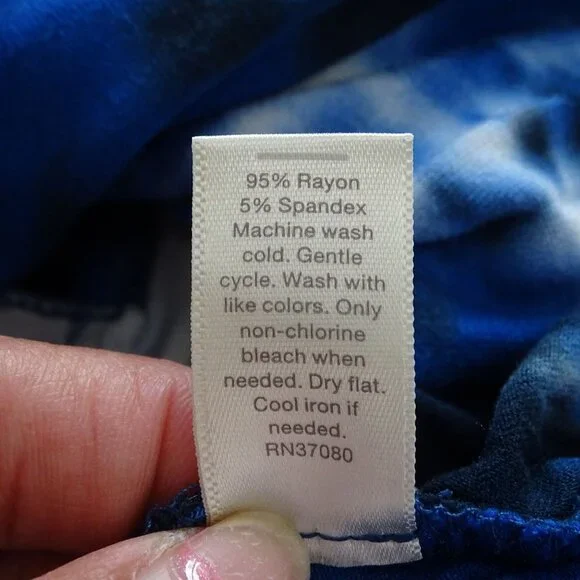 95% Rayon
5% Spandex
Machine wash
cold. Gentle
cycle. Wash with
like colors. Only
non-chlorine
bleach when
needed. Dry flat.
Cool iron if
needed.
RN37080